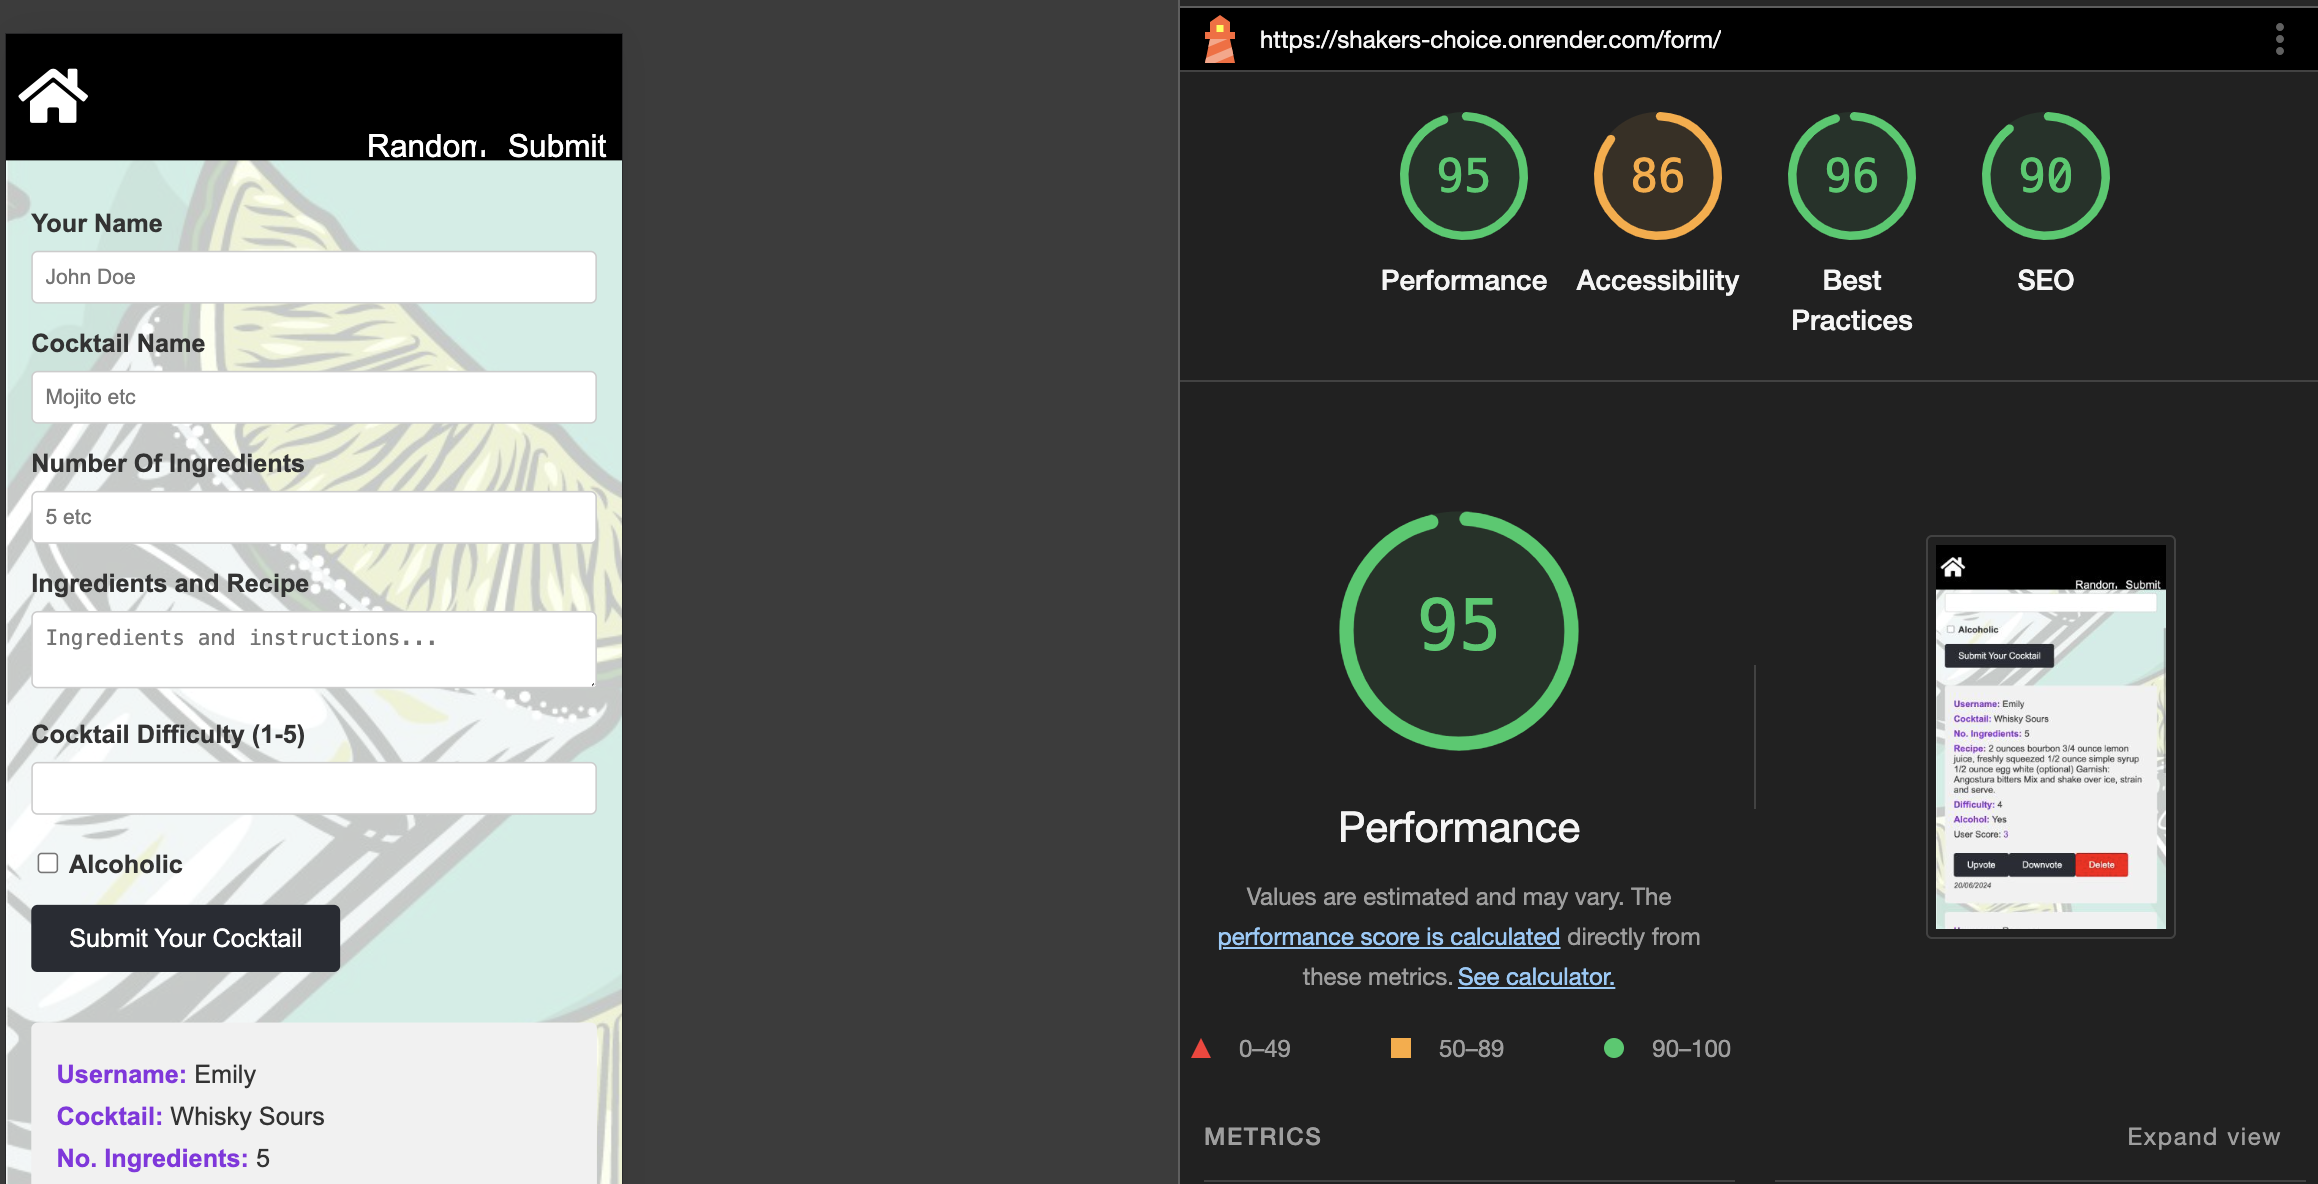 Submit
Your Name
John Doe
Cocktail Name
Mojito etc
Number Of Ingredients
5 etc
Ingredients and Recipe
Ingredients and instructions...
Cocktail Difficulty (1-5)
Alcoholic
Submit Your Cocktail
Username: Emily
Cocktail: Whisky Sours
No. Ingredients: 5
https://shakers-choice.onrender.com/form/
95 86 96 90
Performance Accessibility Best Practices SEO
95
Performance
Values are estimated and may vary. The
performance score is calculated directly from
these metrics. See calculator.
0–49 50–89 90–100
METRICS
Expand view
Submit
Alcoholic
Submit Your Cocktail
Username: Emily
Cocktail: Whisky Sours
No. Ingredients: 5
Recipe: 2 ounces bourbon 3/4 ounce lemon
juice, freshly squeezed 1/2 ounce simple syrup
1/2 ounce egg white (optional) Garnish:
Angostura bitters Mix and shake over ice, strain
and serve.
Difficulty: 4
Alcohol: Yes
User Score: 3
Upvote Downvote Delete
20/06/2024